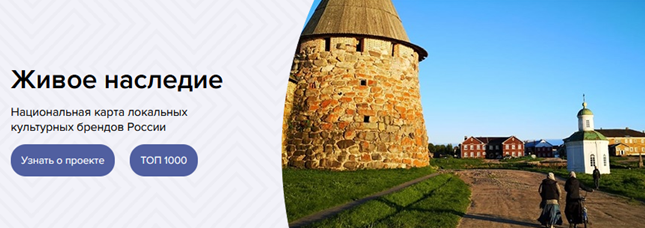 Живое наследие
Национальная карта локальных
культурных брендов России
Узнать о проекте
ТОП 1000